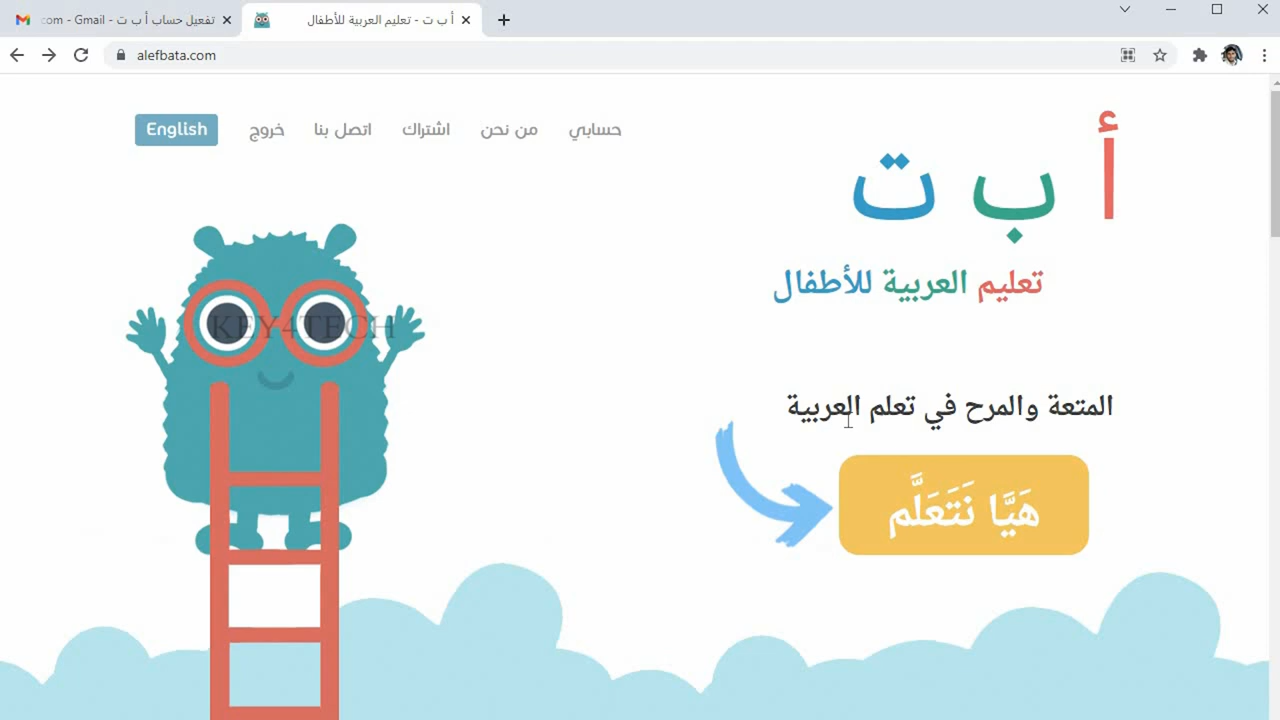 com - Gmail - تفعيل حساب أ ب ت
أ ب ت - تعليم العربية للأطفال
alefbata.com
حسابي
من نحن
اشتراك
اتصل بنا
خروج
English
أ ب ت
تعليم العربية للأطفال
KEY4TECH
المتعة والمرح في تعلم العربية
هَيَّا نَتَعَلَّم